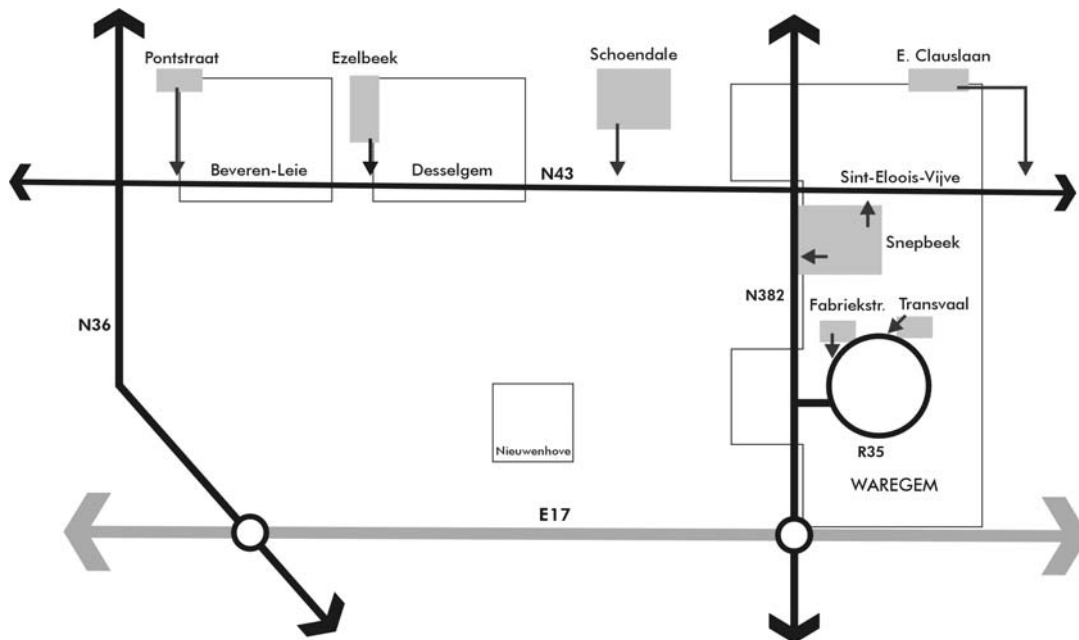 Pontstraat
Ezelbeek
Schoendale
E. Clauslaan
Beveren-Leie
Desselgem
N43
Sint-Eloois-Vijve
Snepbeek
N382
Fabriekstr.
Transvaal
N36
Nieuwenhove
R35
WAREGEM
E17